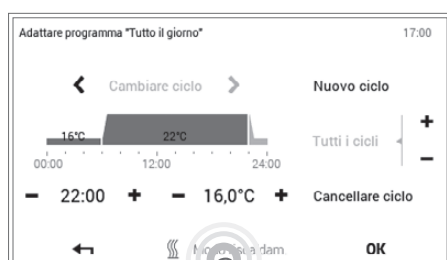 Adattare programma "Tutto il giorno" 17:00
Cambiare ciclo Nuovo ciclo
16°C 22°C Tutti i cicli
00:00 12:00 24:00
22:00 16,0°C Cancellare ciclo
OK